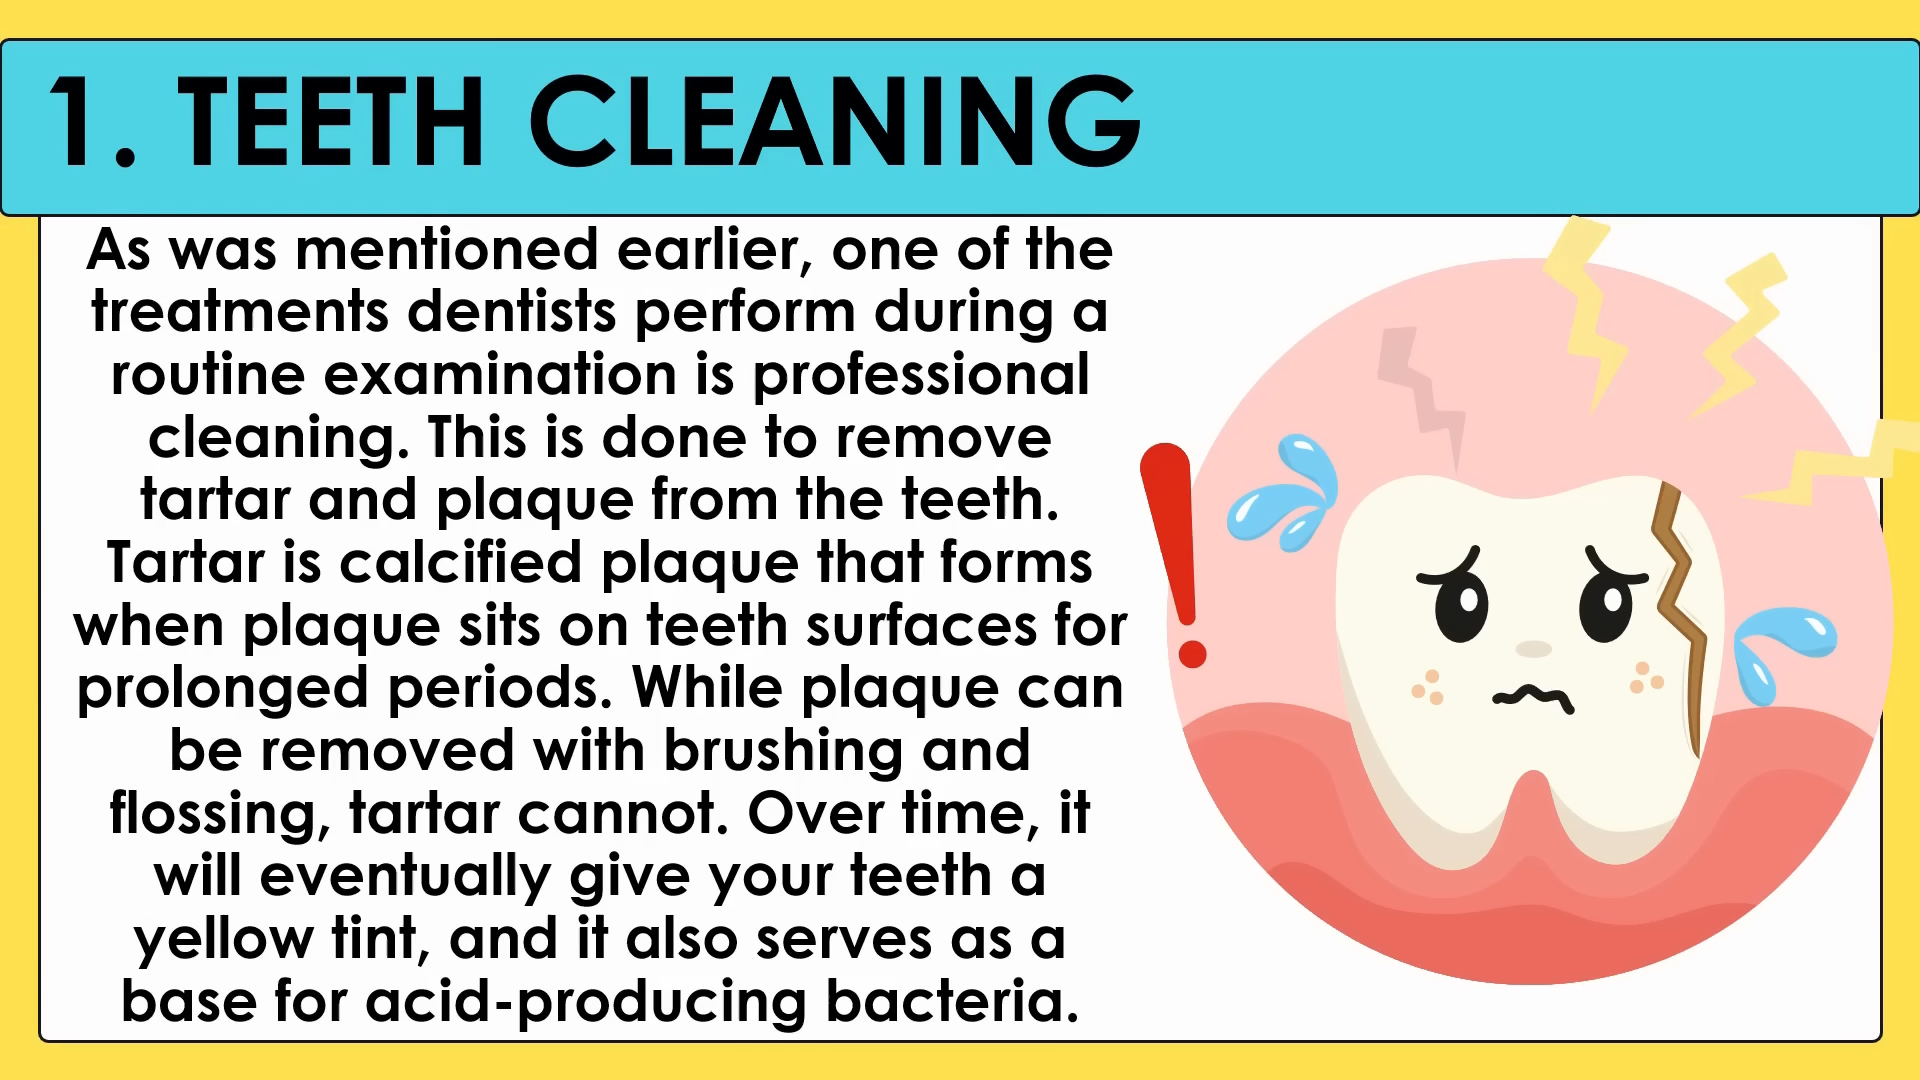 1. TEETH CLEANING
As was mentioned earlier, one of the
treatments dentists perform during a
routine examination is professional
cleaning. This is done to remove
tartar and plaque from the teeth.
Tartar is calcified plaque that forms
when plaque sits on teeth surfaces for
prolonged periods. While plaque can
be removed with brushing and
flossing, tartar cannot. Over time, it
will eventually give your teeth a
yellow tint, and it also serves as a
base for acid-producing bacteria.